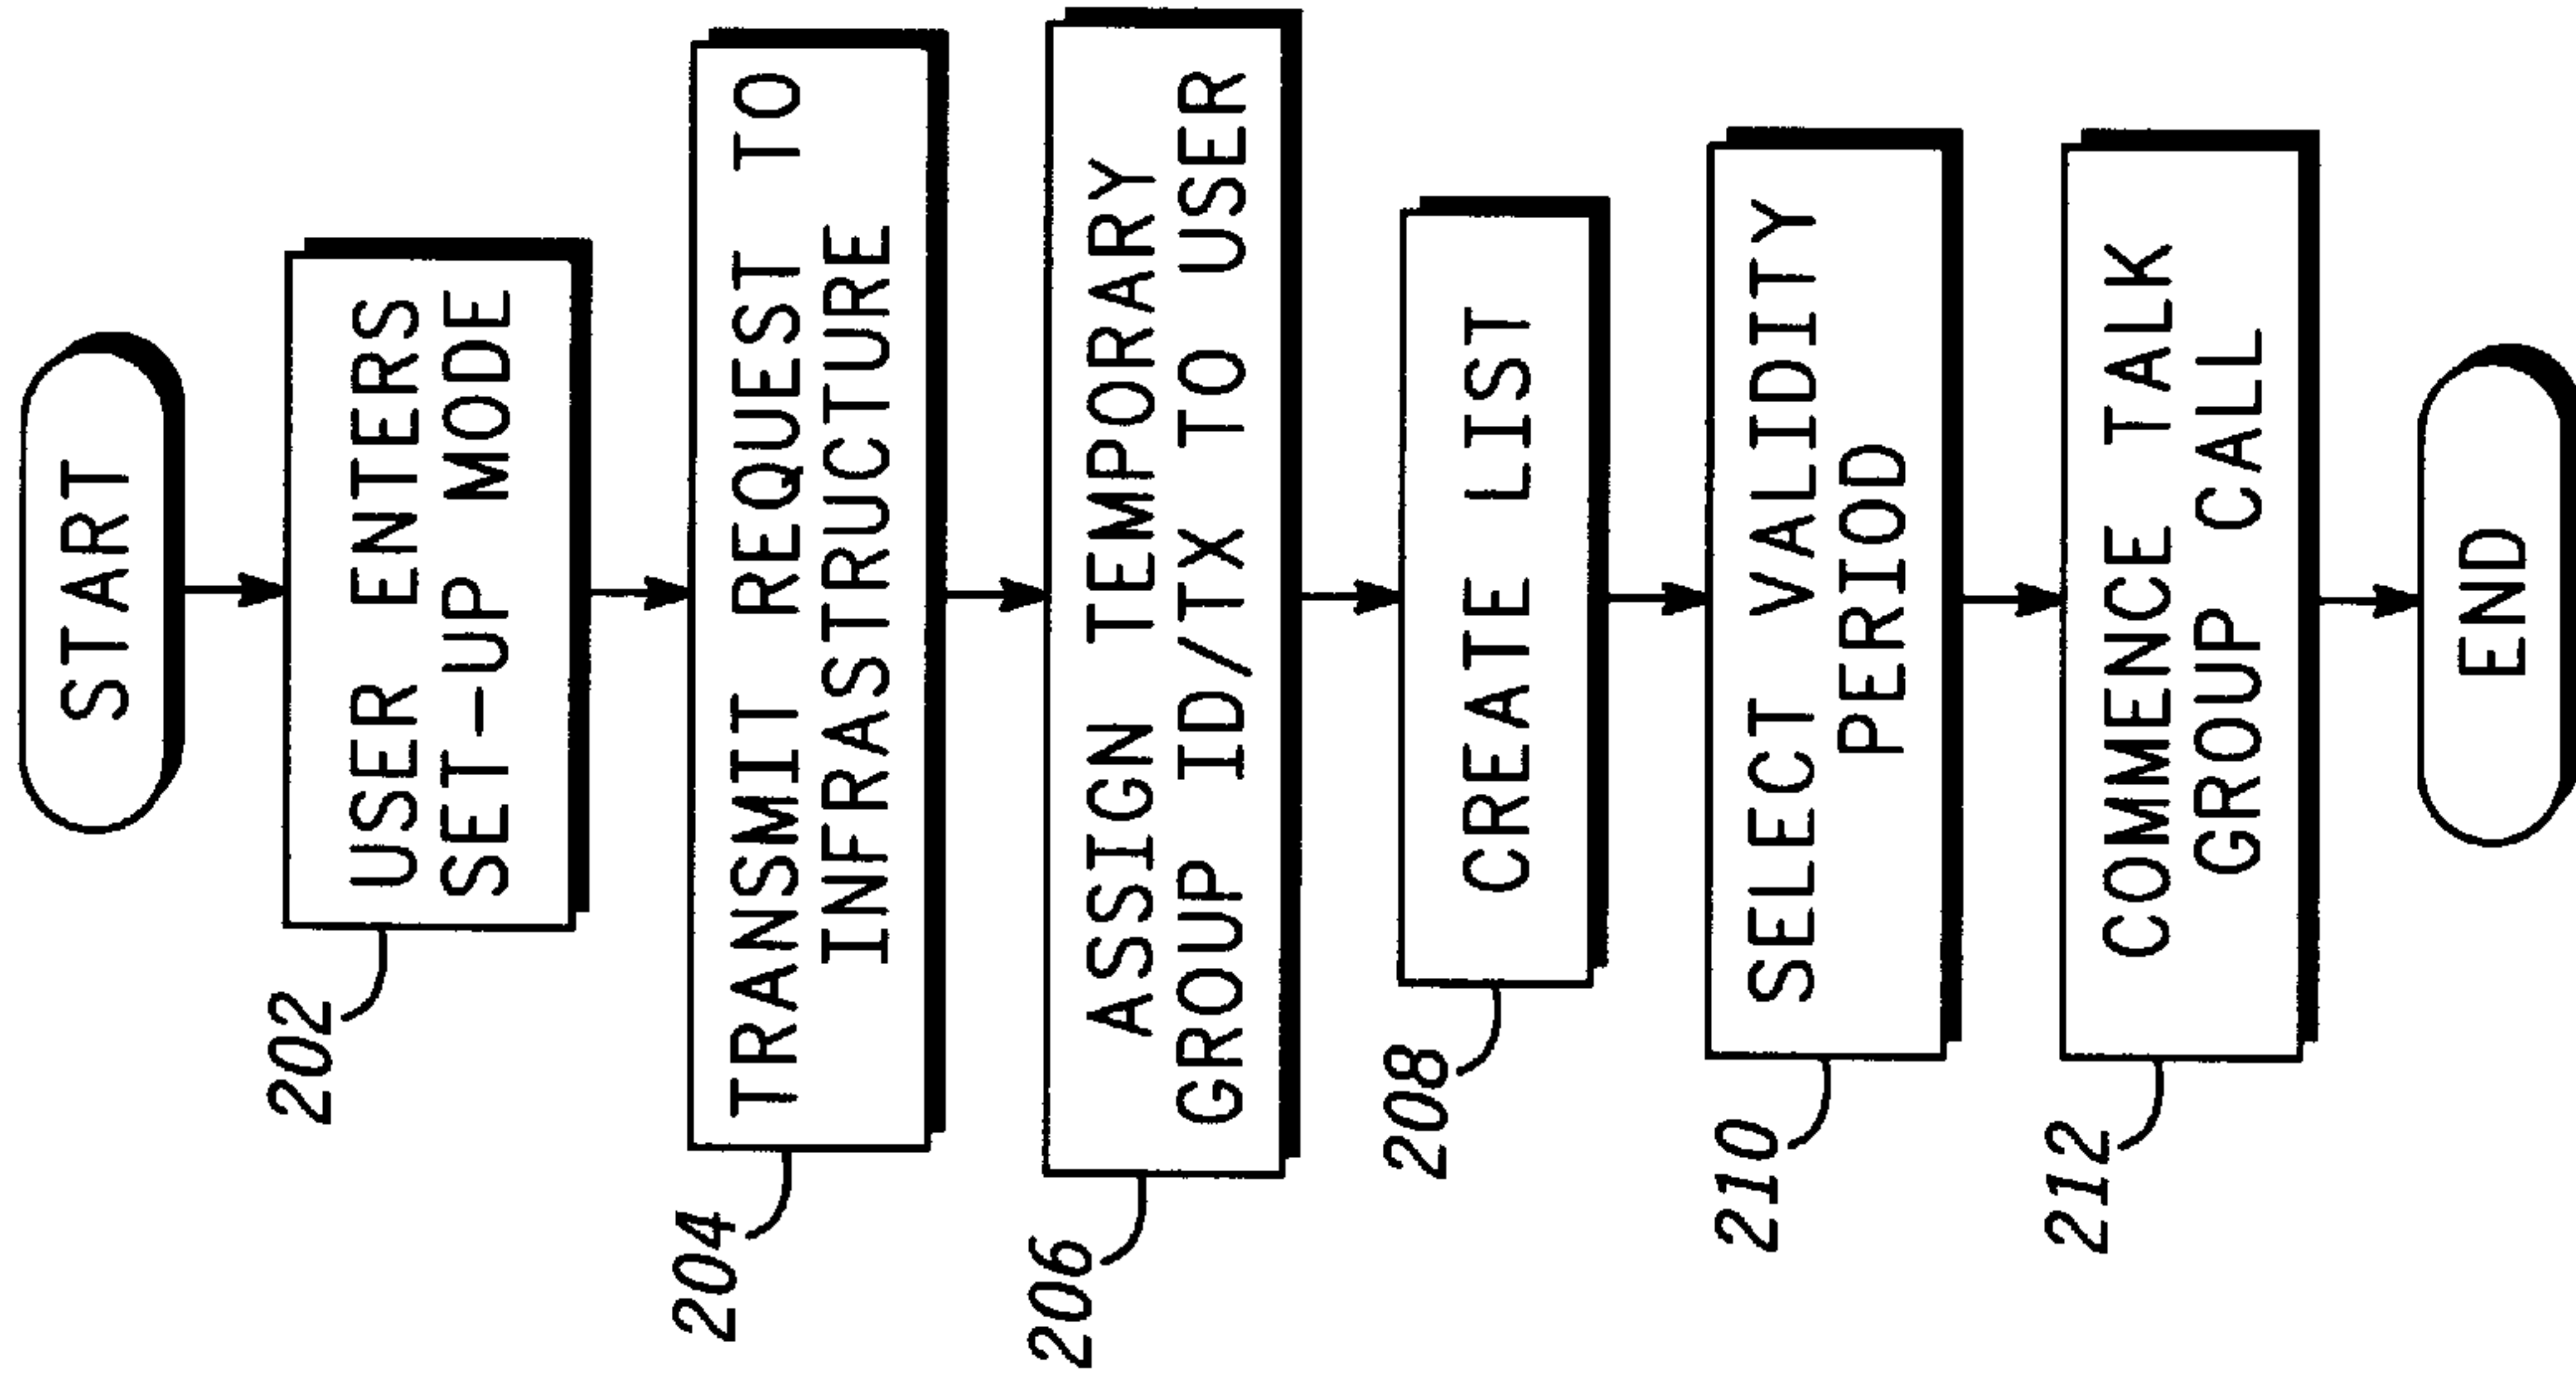 START
202
USER ENTERS
SET-UP MODE
204
TRANSMIT REQUEST TO
INFRASTRUCTURE
206
ASSIGN TEMPORARY
GROUP ID/TX TO USER
208
CREATE LIST
210
SELECT VALIDITY
PERIOD
212
COMMENCE TALK
GROUP CALL
END